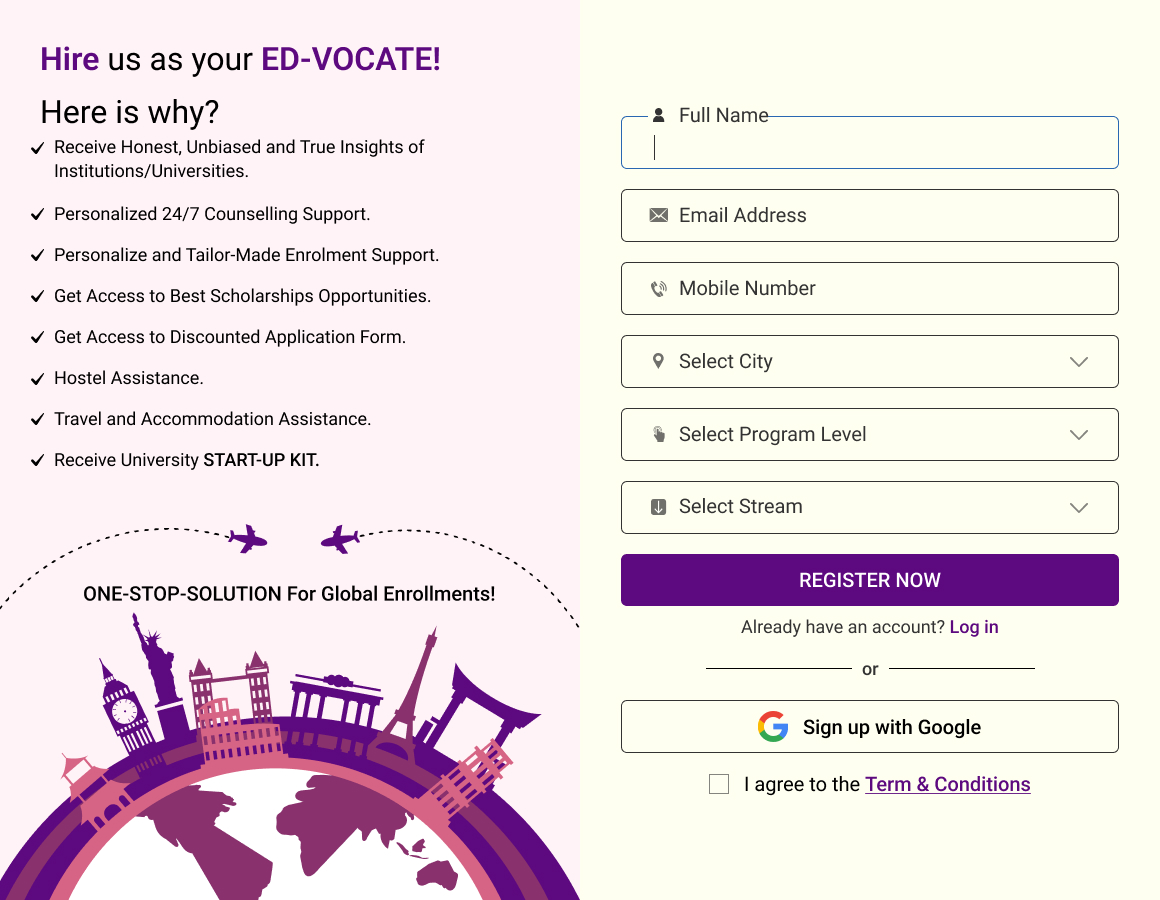 Hire us as your ED-VOCATE!
Here is why?
Receive Honest, Unbiased and True Insights of
Institutions/Universities.
Personalized 24/7 Counselling Support.
Personalize and Tailor-Made Enrolment Support.
Get Access to Best Scholarships Opportunities.
Get Access to Discounted Application Form.
Hostel Assistance.
Travel and Accommodation Assistance.
Receive University START-UP KIT.
ONE-STOP-SOLUTION For Global Enrollments!
Full Name
Email Address
Mobile Number
Select City
Select Program Level
Select Stream
REGISTER NOW
Already have an account? Log in
or
Sign up with Google
I agree to the Term & Conditions